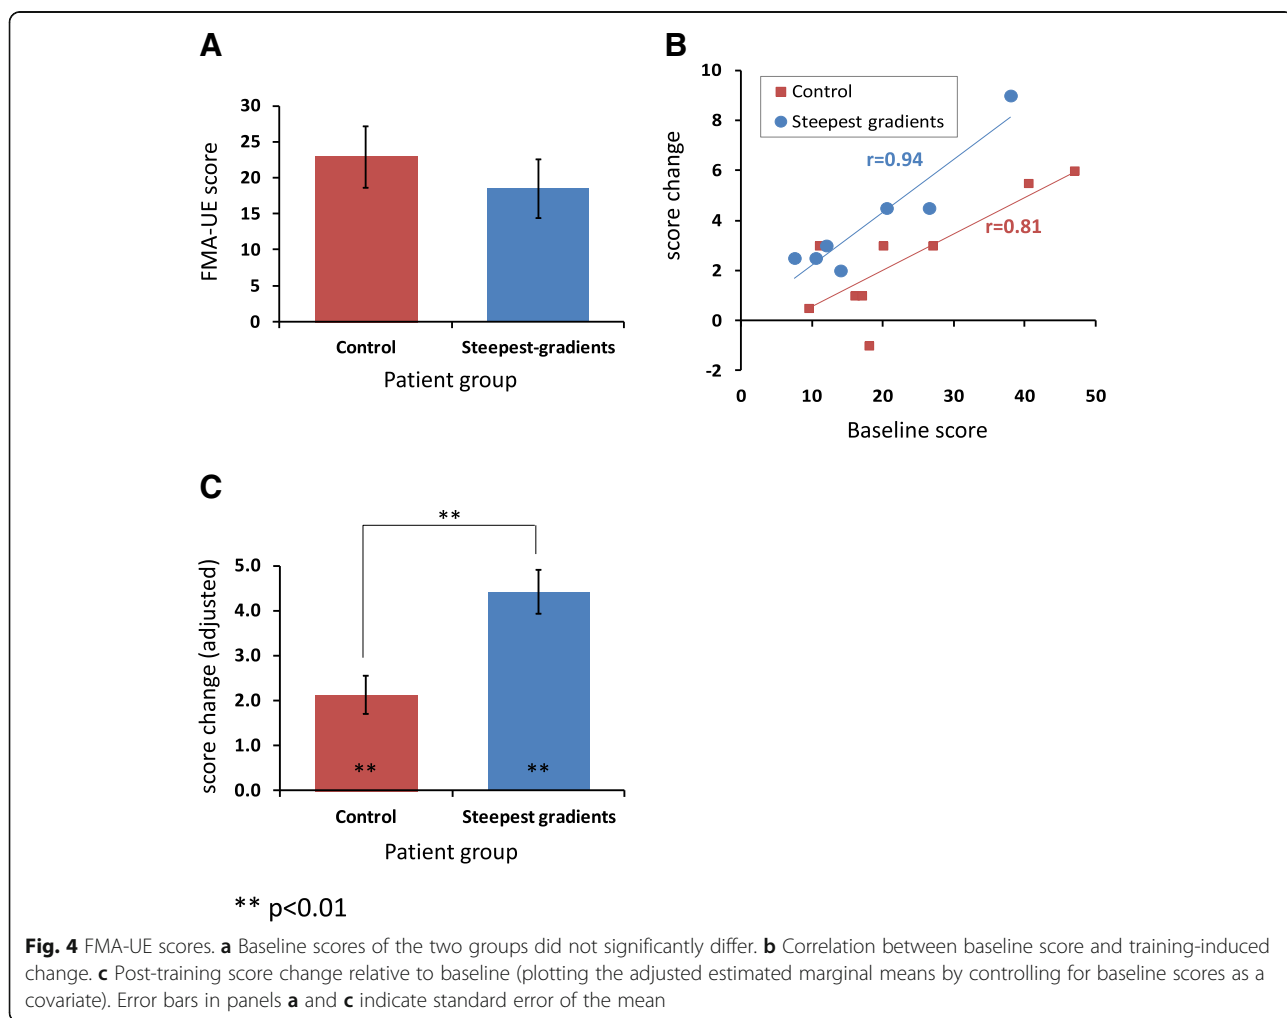 A
30
25
20
15
10
5
0
FMA-UE score
Control
Steepest-gradients
Patient group
B
10
8
6
4
2
0
-2
score change
Control
Steepest gradients
r=0.94
r=0.81
0
10
20
30
40
50
Baseline score
C
**
5.0
4.0
3.0
2.0
1.0
0.0
score change (adjusted)
**
**
Control
Steepest gradients
Patient group
** p<0.01
Fig. 4 FMA-UE scores. a Baseline scores of the two groups did not significantly differ. b Correlation between baseline score and training-induced
change. c Post-training score change relative to baseline (plotting the adjusted estimated marginal means by controlling for baseline scores as a
covariate). Error bars in panels a and c indicate standard error of the mean